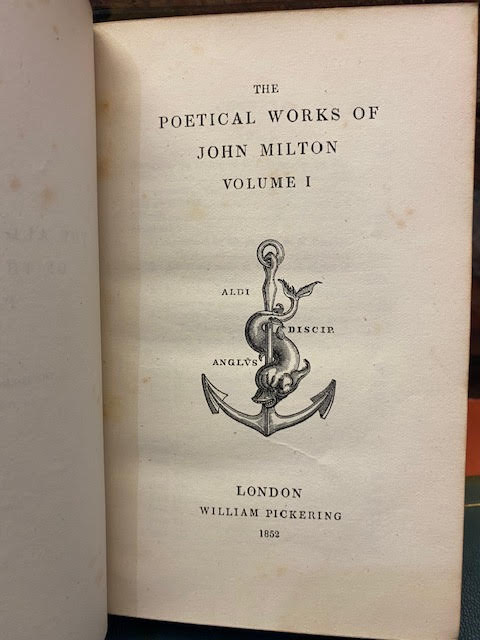 THE
POETICAL WORKS OF
JOHN MILTON
VOLUME I
ALDI
DISCIP.
ANGLVS
LONDON
WILLIAM PICKERING
1852